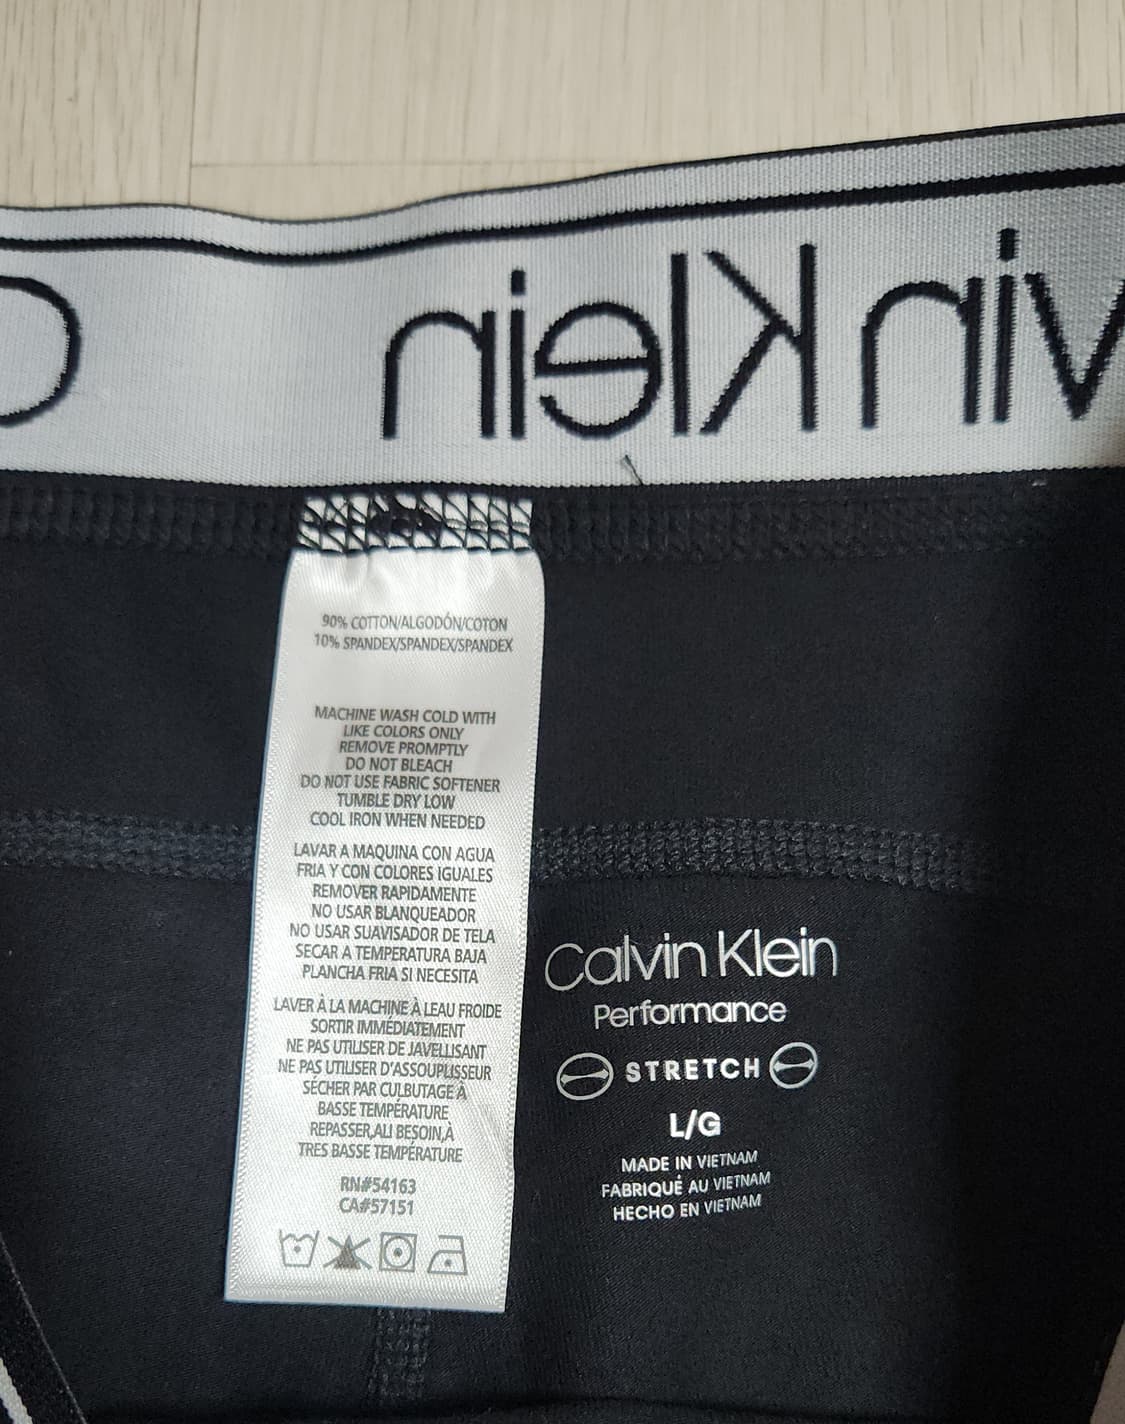 Calvin Klein
90% COTTON/ALGODÓN/COTON
10% SPANDEX/SPANDEX/SPANDEX
MACHINE WASH COLD WITH
LIKE COLORS ONLY
REMOVE PROMPTLY
DO NOT BLEACH
DO NOT USE FABRIC SOFTENER
TUMBLE DRY LOW
COOL IRON WHEN NEEDED
LAVAR A MAQUINA CON AGUA
FRIA Y CON COLORES IGUALES
REMOVER RAPIDAMENTE
NO USAR BLANQUEADOR
NO USAR SUAVISADOR DE TELA
SECAR A TEMPERATURA BAJA
PLANCHA FRIA SI NECESITA
LAVER À LA MACHINE À LEAU FROIDE
SORTIR IMMÉDIATEMENT
NE PAS UTILISER DE JAVELLISANT
NE PAS UTILISER D'ASSOUPLISSEUR
SÉCHER PAR CULBUTAGE À
BASSE TEMPÉRATURE
REPASSER,ALI BESOIN,À
TRES BASSE TEMPÉRATURE
RN#54163
CA#57151
Calvin Klein
Performance
STRETCH
L/G
MADE IN VIETNAM
FABRIQUÉ AU VIETNAM
HECHO EN VIETNAM